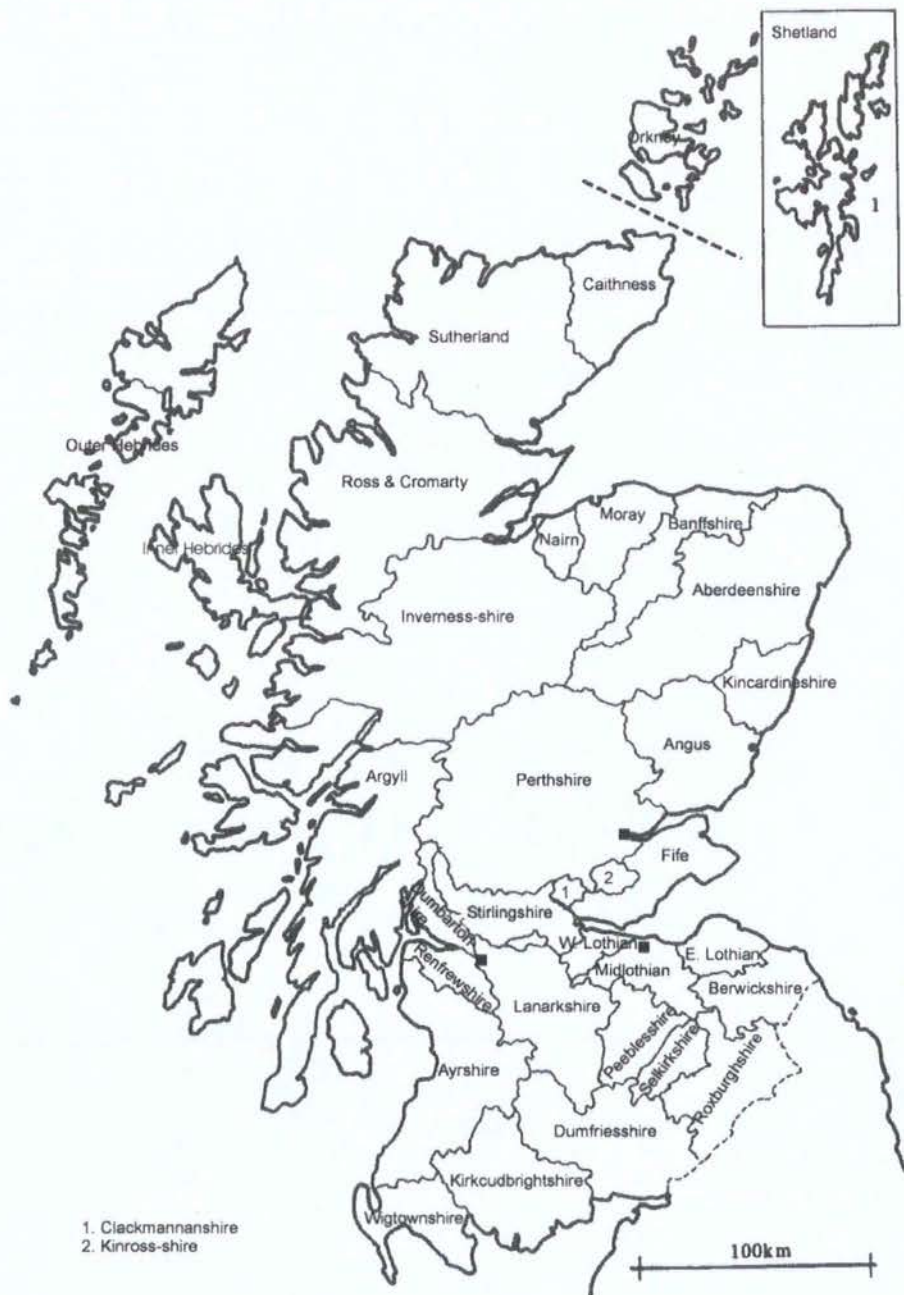 Shetland
Orkney
1
Caithness
Sutherland
Outer Hebrides
Ross & Cromarty
Moray
Banffshire
Nairn
Inner Hebrides
Aberdeenshire
Inverness-shire
Kincardineshire
Angus
Argyll
Perthshire
Fife
2
1
Stirlingshire
Dumbarton
shire
W. Lothian
E. Lothian
Midlothian
Renfrewshire
Berwickshire
Lanarkshire
Peeblesshire
Selkirkshire
Roxburghshire
Ayrshire
Dumfriesshire
Kirkcudbrightshire
Wigtownshire
1. Clackmannanshire
2. Kinross-shire
100km